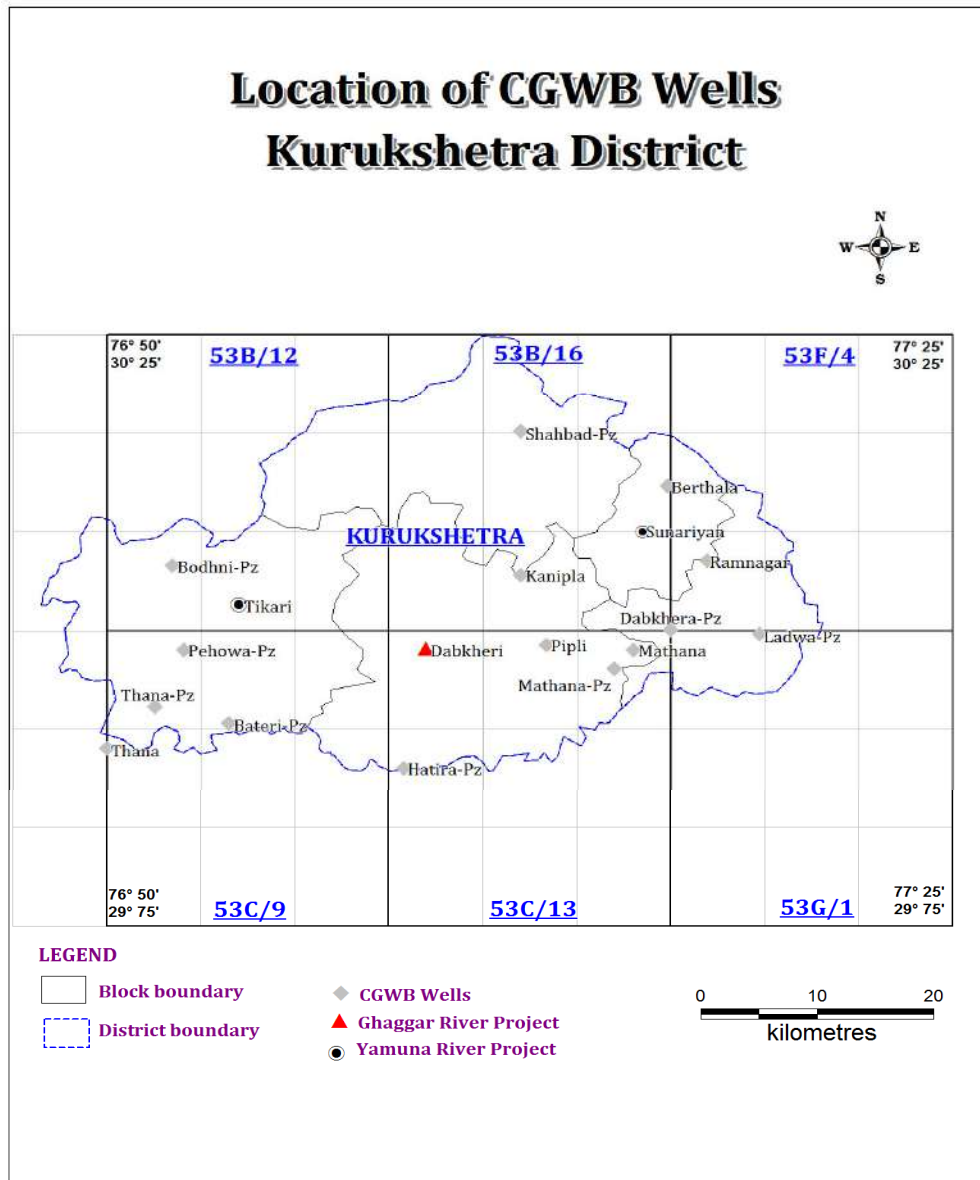 Location of CGWB Wells
Kurukshetra District
N
W E
S
76° 50'
30° 25'
53B/12
53B/16
53F/4
77° 25'
30° 25'
Shahbad-Pz
Berthala
KURUKSHETRA
Sunariyan
Bodhni-Pz
Kanipla
Ramnagar
Tikari
Dabkhera-Pz
Ladwa-Pz
Pehowa-Pz
Dabkheri
Pipli
Mathana
Mathana-Pz
Thana-Pz
Bateri-Pz
Thana
Hatira-Pz
76° 50'
29° 75'
53C/9
53C/13
53G/1
77° 25'
29° 75'
LEGEND
Block boundary
District boundary
CGWB Wells
Ghaggar River Project
Yamuna River Project
0 10 20
kilometres